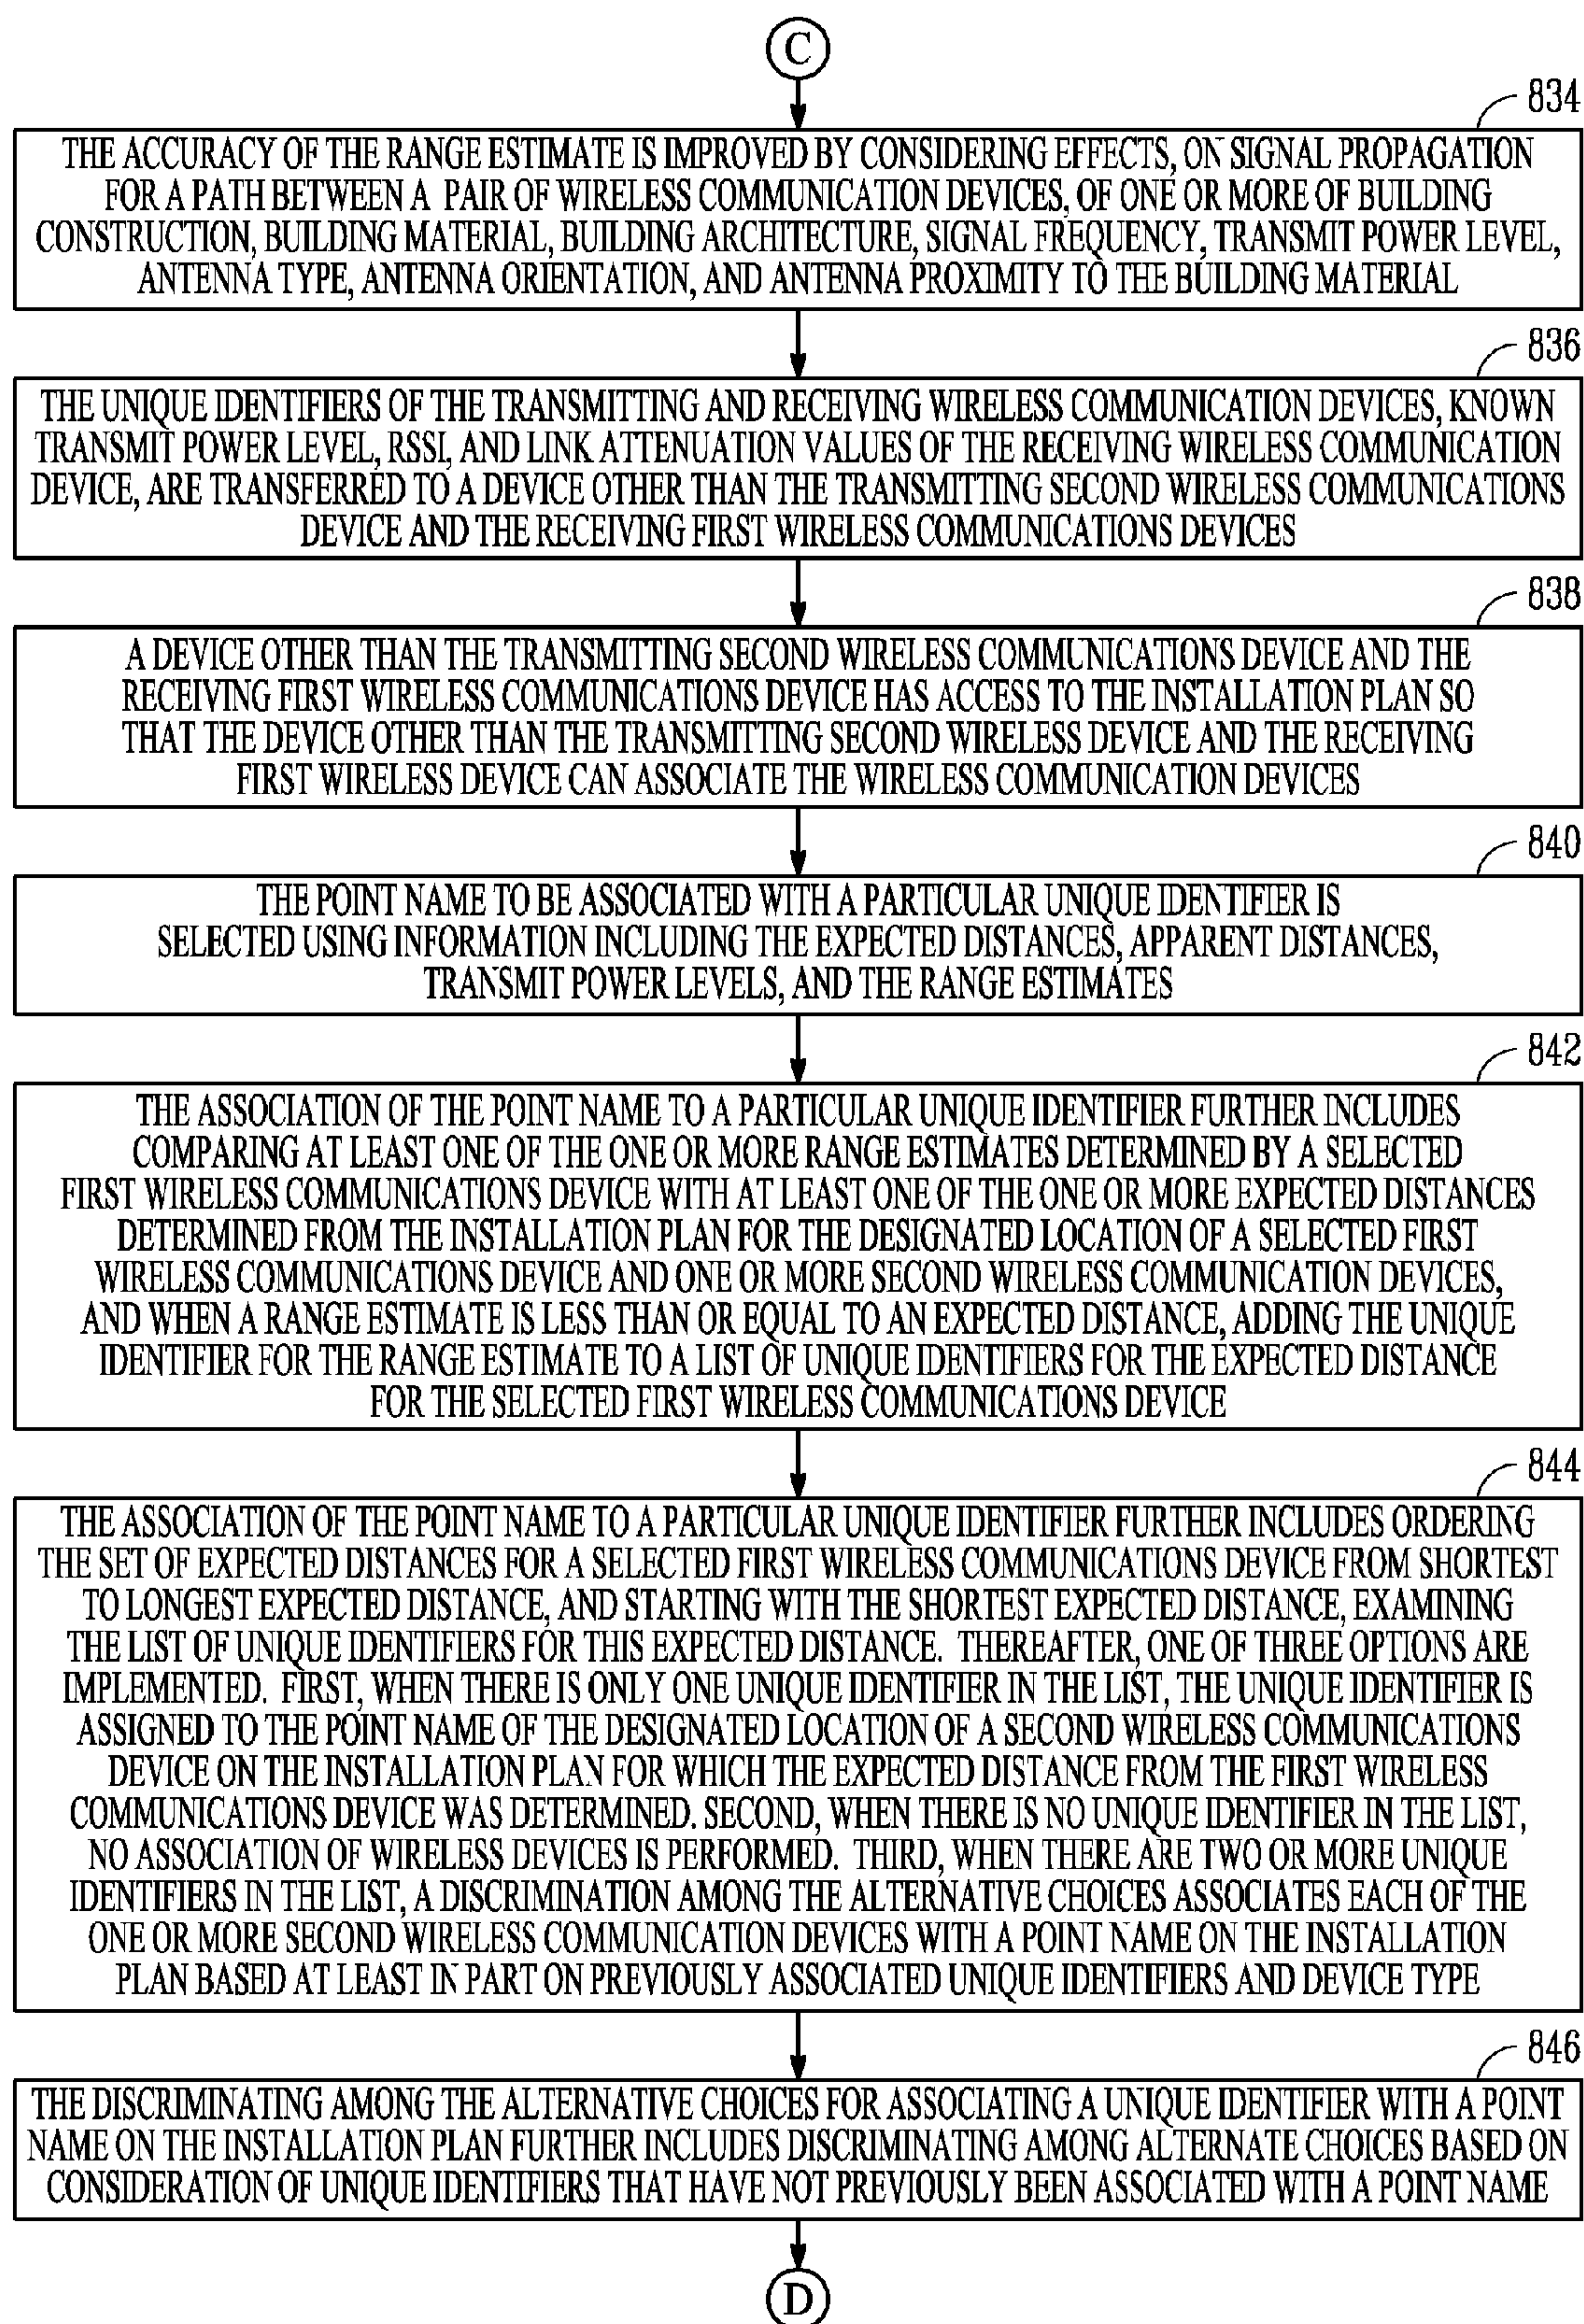 C
834
THE ACCURACY OF THE RANGE ESTIMATE IS IMPROVED BY CONSIDERING EFFECTS, ON SIGNAL PROPAGATION
FOR A PATH BETWEEN A PAIR OF WIRELESS COMMUNICATION DEVICES, OF ONE OR MORE OF BUILDING
CONSTRUCTION, BUILDING MATERIAL, BUILDING ARCHITECTURE, SIGNAL FREQUENCY, TRANSMIT POWER LEVEL,
ANTENNA TYPE, ANTENNA ORIENTATION, AND ANTENNA PROXIMITY TO THE BUILDING MATERIAL
836
THE UNIQUE IDENTIFIERS OF THE TRANSMITTING AND RECEIVING WIRELESS COMMUNICATION DEVICES, KNOWN
TRANSMIT POWER LEVEL, RSSI, AND LINK ATTENUATION VALUES OF THE RECEIVING WIRELESS COMMUNICATION
DEVICE, ARE TRANSFERRED TO A DEVICE OTHER THAN THE TRANSMITTING SECOND WIRELESS COMMUNICATIONS
DEVICE AND THE RECEIVING FIRST WIRELESS COMMUNICATIONS DEVICES
838
A DEVICE OTHER THAN THE TRANSMITTING SECOND WIRELESS COMMUNICATIONS DEVICE AND THE
RECEIVING FIRST WIRELESS COMMUNICATIONS DEVICE HAS ACCESS TO THE INSTALLATION PLAN SO
THAT THE DEVICE OTHER THAN THE TRANSMITTING SECOND WIRELESS DEVICE AND THE RECEIVING
FIRST WIRELESS DEVICE CAN ASSOCIATE THE WIRELESS COMMUNICATION DEVICES
840
THE POINT NAME TO BE ASSOCIATED WITH A PARTICULAR UNIQUE IDENTIFIER IS
SELECTED USING INFORMATION INCLUDING THE EXPECTED DISTANCES, APPARENT DISTANCES,
TRANSMIT POWER LEVELS, AND THE RANGE ESTIMATES
842
THE ASSOCIATION OF THE POINT NAME TO A PARTICULAR UNIQUE IDENTIFIER FURTHER INCLUDES
COMPARING AT LEAST ONE OF THE ONE OR MORE RANGE ESTIMATES DETERMINED BY A SELECTED
FIRST WIRELESS COMMUNICATIONS DEVICE WITH AT LEAST ONE OF THE ONE OR MORE EXPECTED DISTANCES
DETERMINED FROM THE INSTALLATION PLAN FOR THE DESIGNATED LOCATION OF A SELECTED FIRST
WIRELESS COMMUNICATIONS DEVICE AND ONE OR MORE SECOND WIRELESS COMMUNICATION DEVICES,
AND WHEN A RANGE ESTIMATE IS LESS THAN OR EQUAL TO AN EXPECTED DISTANCE, ADDING THE UNIQUE
IDENTIFIER FOR THE RANGE ESTIMATE TO A LIST OF UNIQUE IDENTIFIERS FOR THE EXPECTED DISTANCE
FOR THE SELECTED FIRST WIRELESS COMMUNICATIONS DEVICE
844
THE ASSOCIATION OF THE POINT NAME TO A PARTICULAR UNIQUE IDENTIFIER FURTHER INCLUDES ORDERING
THE SET OF EXPECTED DISTANCES FOR A SELECTED FIRST WIRELESS COMMUNICATIONS DEVICE FROM SHORTEST
TO LONGEST EXPECTED DISTANCE, AND STARTING WITH THE SHORTEST EXPECTED DISTANCE, EXAMINING
THE LIST OF UNIQUE IDENTIFIERS FOR THIS EXPECTED DISTANCE. THEREAFTER, ONE OF THREE OPTIONS ARE
IMPLEMENTED. FIRST, WHEN THERE IS ONLY ONE UNIQUE IDENTIFIER IN THE LIST, THE UNIQUE IDENTIFIER IS
ASSIGNED TO THE POINT NAME OF THE DESIGNATED LOCATION OF A SECOND WIRELESS COMMUNICATIONS
DEVICE ON THE INSTALLATION PLAN FOR WHICH THE EXPECTED DISTANCE FROM THE FIRST WIRELESS
COMMUNICATIONS DEVICE WAS DETERMINED. SECOND, WHEN THERE IS NO UNIQUE IDENTIFIER IN THE LIST,
NO ASSOCIATION OF WIRELESS DEVICES IS PERFORMED. THIRD, WHEN THERE ARE TWO OR MORE UNIQUE
IDENTIFIERS IN THE LIST, A DISCRIMINATION AMONG THE ALTERNATIVE CHOICES ASSOCIATES EACH OF THE
ONE OR MORE SECOND WIRELESS COMMUNICATION DEVICES WITH A POINT NAME ON THE INSTALLATION
PLAN BASED AT LEAST IN PART ON PREVIOUSLY ASSOCIATED UNIQUE IDENTIFIERS AND DEVICE TYPE
846
THE DISCRIMINATING AMONG THE ALTERNATIVE CHOICES FOR ASSOCIATING A UNIQUE IDENTIFIER WITH A POINT
NAME ON THE INSTALLATION PLAN FURTHER INCLUDES DISCRIMINATING AMONG ALTERNATE CHOICES BASED ON
CONSIDERATION OF UNIQUE IDENTIFIERS THAT HAVE NOT PREVIOUSLY BEEN ASSOCIATED WITH A POINT NAME
D